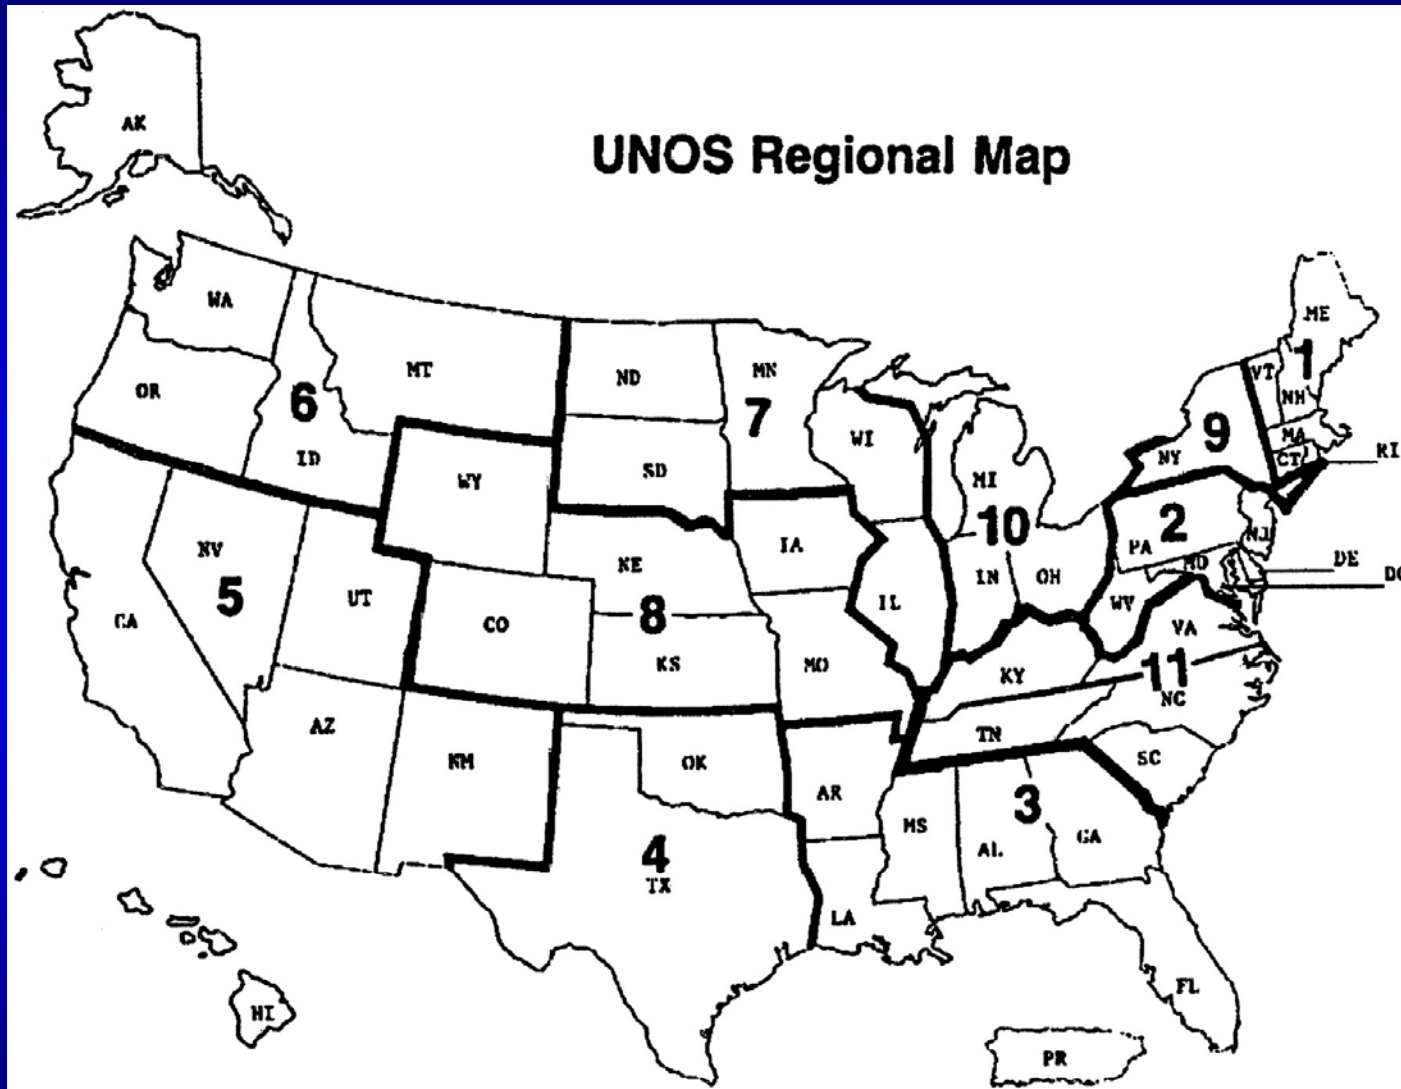 AK
UNOS Regional Map
WA
MT
ND
MN
ME
1
VT
OR
6
7
NH
9
WI
MA
NY
CT
RI
ID
WY
SD
MI
10
2
NV
IA
PA
NJ
MD
DE
NE
IN
OH
DC
5
UT
8
IL
WV
CA
CO
VA
KS
MO
KY
11
NC
AZ
TN
NM
OK
SC
AR
3
MS
4
AL
GA
TX
LA
FL
HI
PR